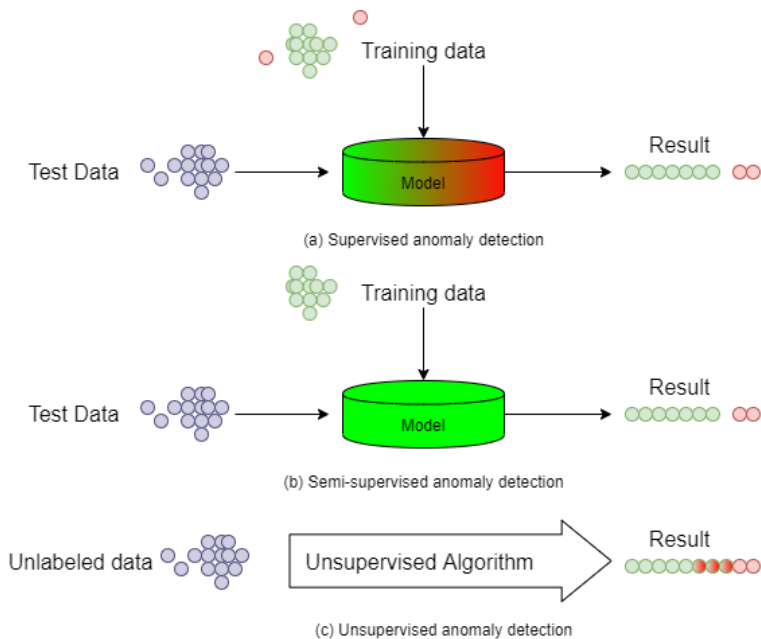 Training data
Test Data
Model
Result
(a) Supervised anomaly detection
Training data
Test Data
Model
Result
(b) Semi-supervised anomaly detection
Unlabeled data
Unsupervised Algorithm
Result
(c) Unsupervised anomaly detection